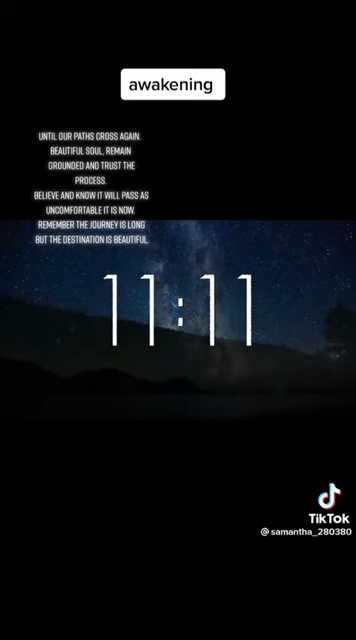 awakening
UNTIL OUR PATHS CROSS AGAIN.
BEAUTIFUL SOUL, REMAIN
GROUNDED AND TRUST THE
PROCESS.
BELIEVE AND KNOW IT WILL PASS AS
UNCOMFORTABLE IT IS NOW.
REMEMBER THE JOURNEY IS LONG
BUT THE DESTINATION IS BEAUTIFUL.
11:11
TikTok
@samantha_280380